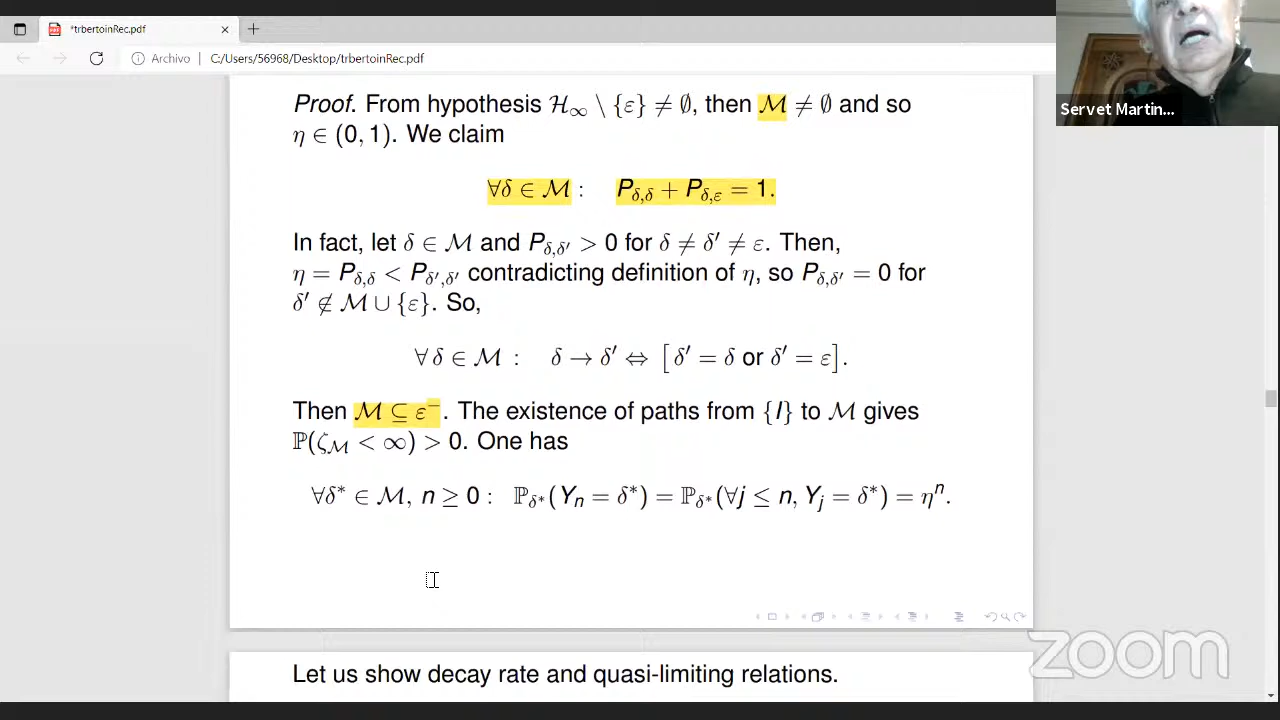 *trbertoinRec.pdf
Archivo | C:/Users/56968/Desktop/trbertoinRec.pdf
Servet Martin...
Proof. From hypothesis ℋ∞ \ {ε} ≠ ∅, then ℳ ≠ ∅ and so
η ∈ (0, 1). We claim
∀δ ∈ ℳ : P_{δ,δ} + P_{δ,ε} = 1.
In fact, let δ ∈ ℳ and P_{δ,δ′} > 0 for δ ≠ δ′ ≠ ε. Then,
η = P_{δ,δ} < P_{δ′,δ′} contradicting definition of η, so P_{δ,δ′} = 0 for
δ′ ∉ ℳ ∪ {ε}. So,
∀ δ ∈ ℳ : δ → δ′ ⇔ [ δ′ = δ or δ′ = ε].
Then ℳ ⊆ ε⁻. The existence of paths from {I} to ℳ gives
ℙ(ζ_ℳ < ∞) > 0. One has
∀δ* ∈ ℳ, n ≥ 0 : ℙ_{δ*}(Y_n = δ*) = ℙ_{δ*}(∀j ≤ n, Y_j = δ*) = ηⁿ.
zoom
Let us show decay rate and quasi-limiting relations.